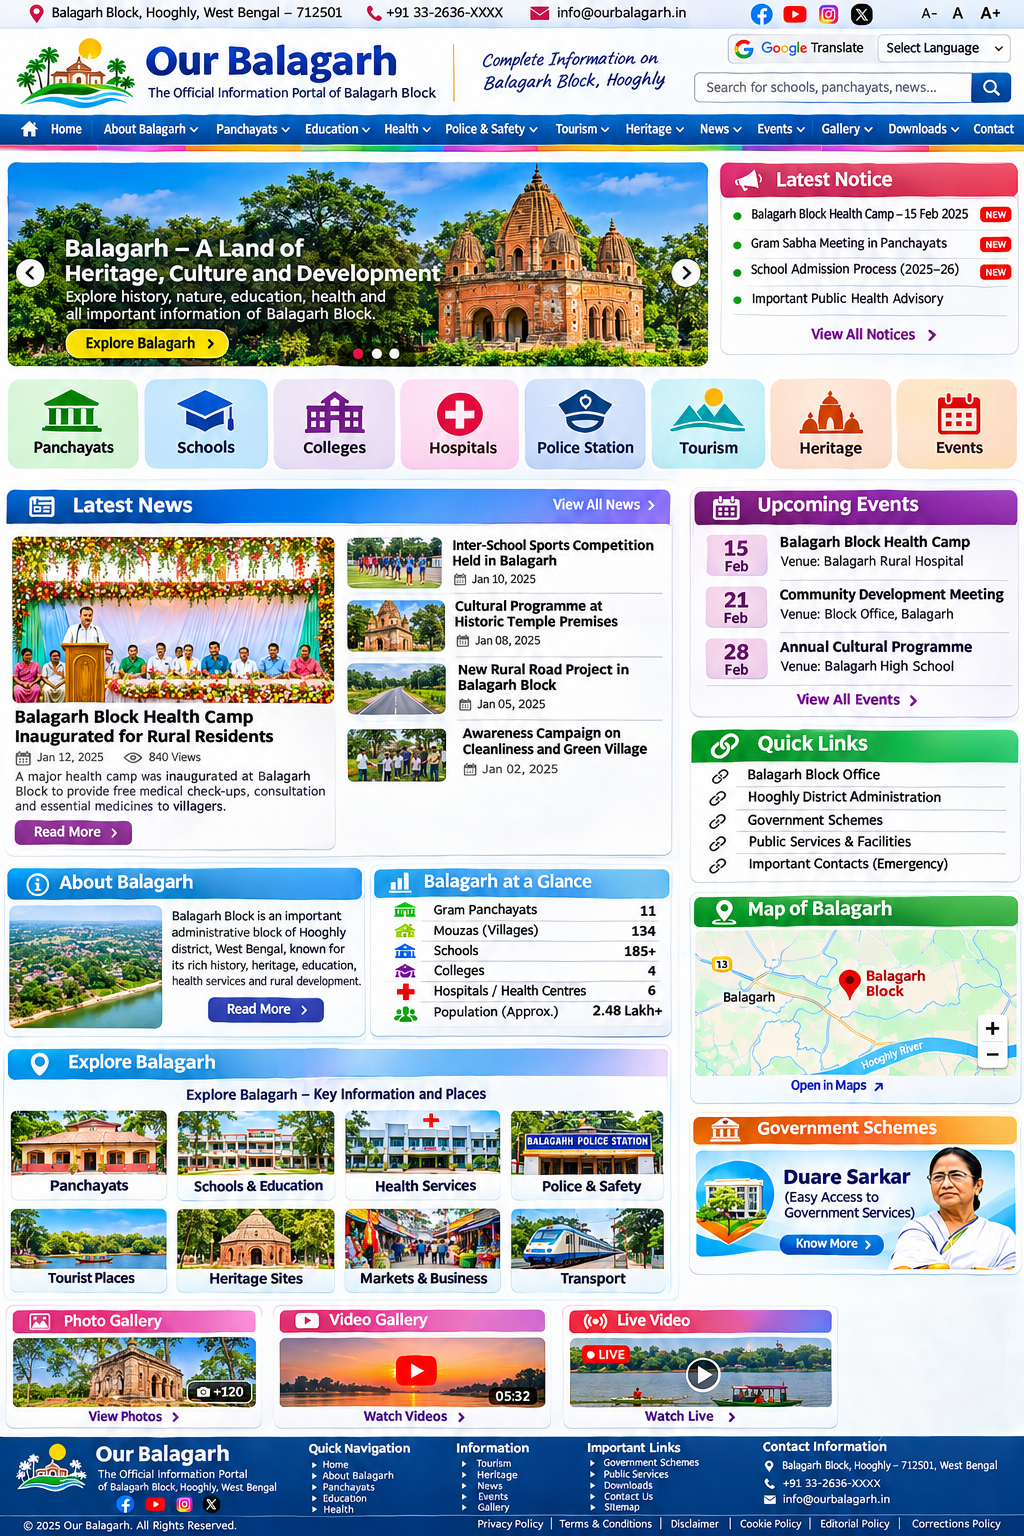 Balagarh Block, Hooghly, West Bengal – 712501
+91 33-2636-XXXX
info@ourbalagarh.in
A- A A+
Our Balagarh
The Official Information Portal of Balagarh Block
Complete Information on
Balagarh Block, Hooghly
Google Translate
Select Language
Search for schools, panchayats, news...
Home About Balagarh Panchayats Education Health Police & Safety Tourism Heritage News Events Gallery Downloads Contact
Balagarh – A Land of
Heritage, Culture and Development
Explore history, nature, education, health and
all important information of Balagarh Block.
Explore Balagarh
Latest Notice
Balagarh Block Health Camp – 15 Feb 2025 NEW
Gram Sabha Meeting in Panchayats NEW
School Admission Process (2025–26) NEW
Important Public Health Advisory
View All Notices
Panchayats
Schools
Colleges
Hospitals
Police Station
Tourism
Heritage
Events
Latest News
View All News
Balagarh Block Health Camp
Inaugurated for Rural Residents
Jan 12, 2025 840 Views
A major health camp was inaugurated at Balagarh
Block to provide free medical check-ups, consultation
and essential medicines to villagers.
Read More
Inter-School Sports Competition
Held in Balagarh
Jan 10, 2025
Cultural Programme at
Historic Temple Premises
Jan 08, 2025
New Rural Road Project in
Balagarh Block
Jan 05, 2025
Awareness Campaign on
Cleanliness and Green Village
Jan 02, 2025
Upcoming Events
15
Feb
Balagarh Block Health Camp
Venue: Balagarh Rural Hospital
21
Feb
Community Development Meeting
Venue: Block Office, Balagarh
28
Feb
Annual Cultural Programme
Venue: Balagarh High School
View All Events
Quick Links
Balagarh Block Office
Hooghly District Administration
Government Schemes
Public Services & Facilities
Important Contacts (Emergency)
About Balagarh
Balagarh Block is an important
administrative block of Hooghly
district, West Bengal, known for
its rich history, heritage, education,
health services and rural development.
Read More
Balagarh at a Glance
Gram Panchayats 11
Mouzas (Villages) 134
Schools 185+
Colleges 4
Hospitals / Health Centres 6
Population (Approx.) 2.48 Lakh+
Map of Balagarh
13
Balagarh
Balagarh
Block
Hooghly River
+
−
Open in Maps
Explore Balagarh
Explore Balagarh – Key Information and Places
Panchayats
Schools & Education
Health Services
BALAGAHH POLICE STATION
Police & Safety
Tourist Places
Heritage Sites
Markets & Business
Transport
Government Schemes
Duare Sarkar
(Easy Access to
Government Services)
Know More
Photo Gallery
+120
View Photos
Video Gallery
05:32
Watch Videos
Live Video
LIVE
Watch Live
Our Balagarh
The Official Information Portal
of Balagarh Block, Hooghly, West Bengal
Quick Navigation
Home
About Balagarh
Panchayats
Education
Health
Information
Tourism
Heritage
News
Events
Gallery
Important Links
Government Schemes
Public Services
Downloads
Contact Us
Sitemap
Contact Information
Balagarh Block, Hooghly – 712501, West Bengal
+91 33-2636-XXXX
info@ourbalagarh.in
© 2025 Our Balagarh. All Rights Reserved.
Privacy Policy | Terms & Conditions | Disclaimer | Cookie Policy | Editorial Policy | Corrections Policy